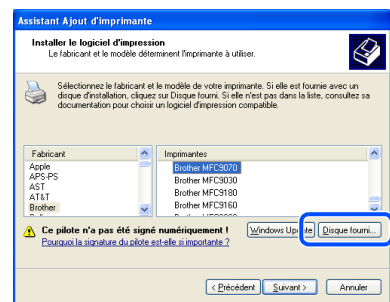 Assistant Ajout d'imprimante
Installer le logiciel d'impression
Le fabricant et le modèle déterminent l'imprimante à utiliser.
Sélectionnez le fabricant et le modèle de votre imprimante. Si elle est fournie avec un
disque d'installation, cliquez sur Disque fourni. Si elle n'est pas dans la liste, consultez sa
documentation pour choisir un logiciel d'impression compatible.
Fabricant
Apple
APS-PS
AST
AT&T
Brother
Imprimantes
Brother MFC9070
Brother MFC9030
Brother MFC9180
Brother MFC9160
Ce pilote n'a pas été signé numériquement !
Pourquoi la signature du pilote est-elle si importante ?
Windows Update
Disque fourni...
< Précédent
Suivant >
Annuler